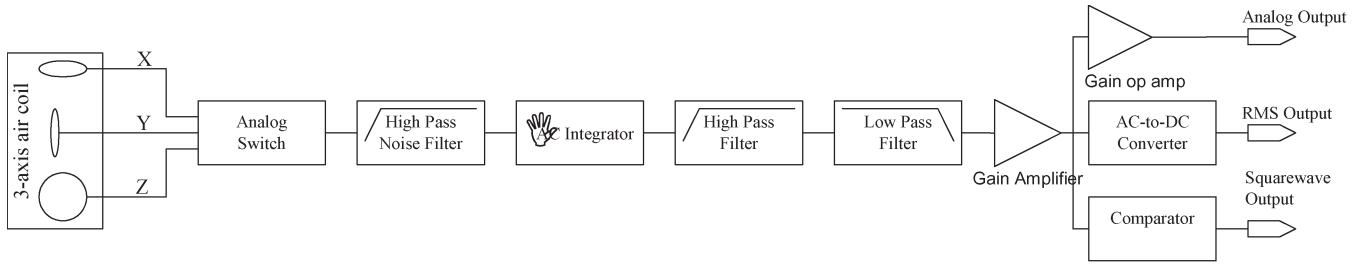 3-axis air coil
X
Y
Z
Analog
Switch
High Pass
Noise Filter
AC Integrator
High Pass
Filter
Low Pass
Filter
Gain Amplifier
Gain op amp
Analog Output
AC-to-DC
Converter
RMS Output
Comparator
Squarewave
Output